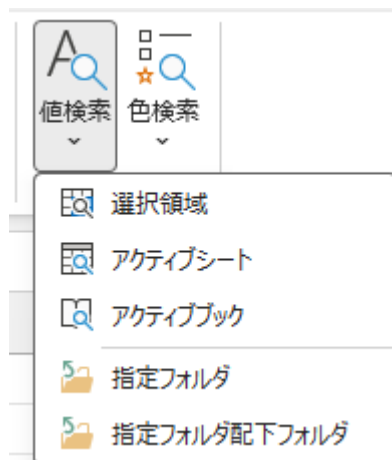 値検索
色検索
選択領域
アクティブシート
アクティブブック
指定フォルダ
指定フォルダ配下フォルダ